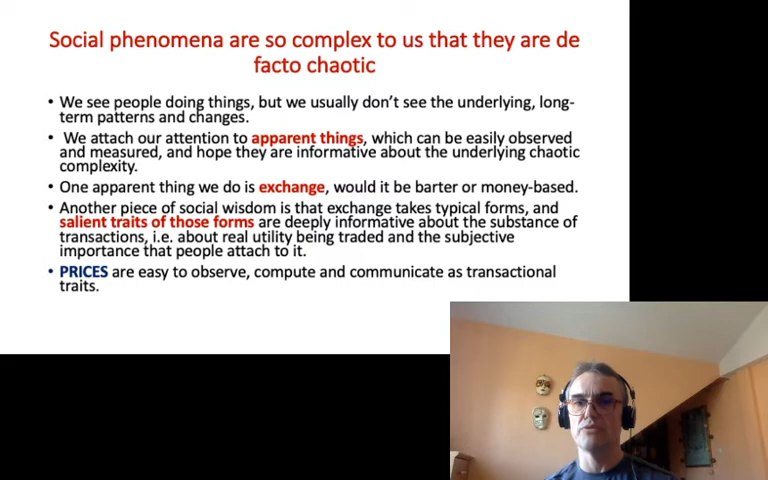 Social phenomena are so complex to us that they are de
facto chaotic
• We see people doing things, but we usually don't see the underlying, long-
term patterns and changes.
• We attach our attention to apparent things, which can be easily observed
and measured, and hope they are informative about the underlying chaotic
complexity.
• One apparent thing we do is exchange, would it be barter or money-based.
• Another piece of social wisdom is that exchange takes typical forms, and
salient traits of those forms are deeply informative about the substance of
transactions, i.e. about real utility being traded and the subjective
importance that people attach to it.
• PRICES are easy to observe, compute and communicate as transactional
traits.